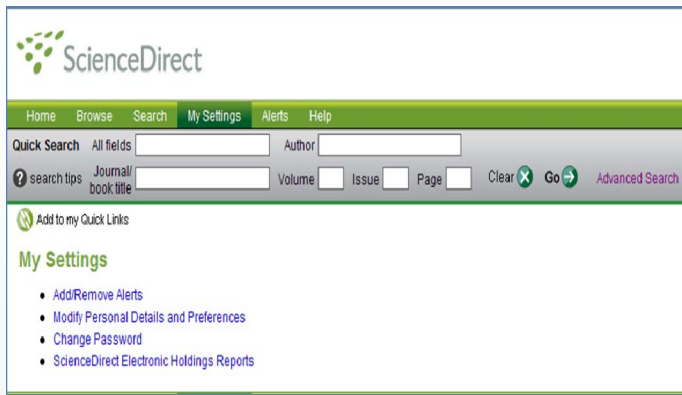 ScienceDirect
Home Browse Search My Settings Alerts Help
Quick Search All fields Author
? search tips Journal/ book title Volume Issue Page Clear Go Advanced Search
Add to my Quick Links
My Settings
Add/Remove Alerts
Modify Personal Details and Preferences
Change Password
ScienceDirect Electronic Holdings Reports